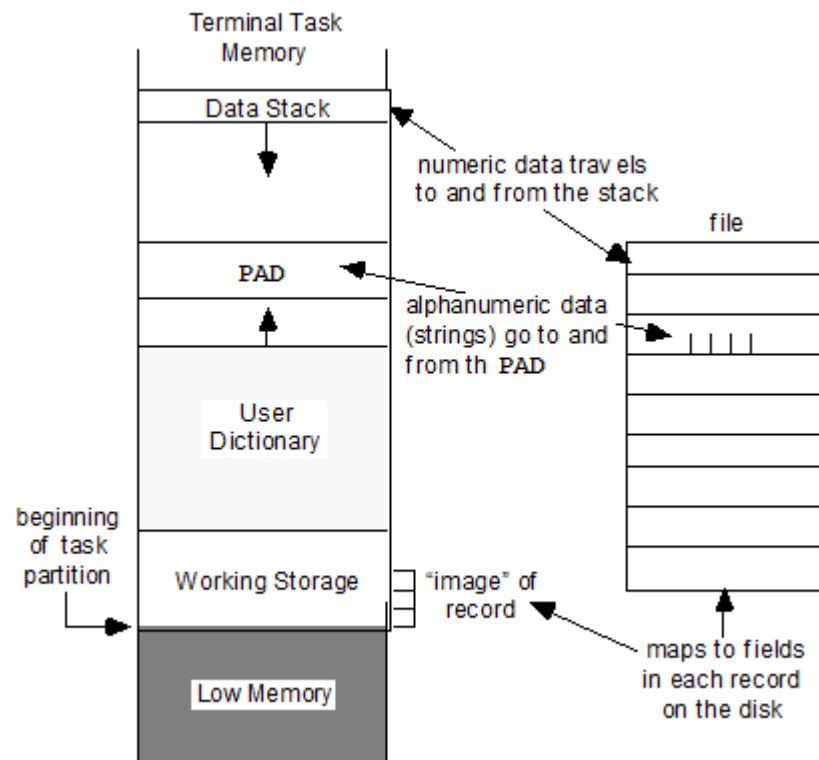 Terminal Task
Memory
Data Stack
numeric data travels
to and from the stack
file
PAD
alphanumeric data
(strings) go to and
from th PAD
User
Dictionary
beginning
of task
partition
Working Storage
“image” of
record
maps to fields
in each record
on the disk
Low Memory